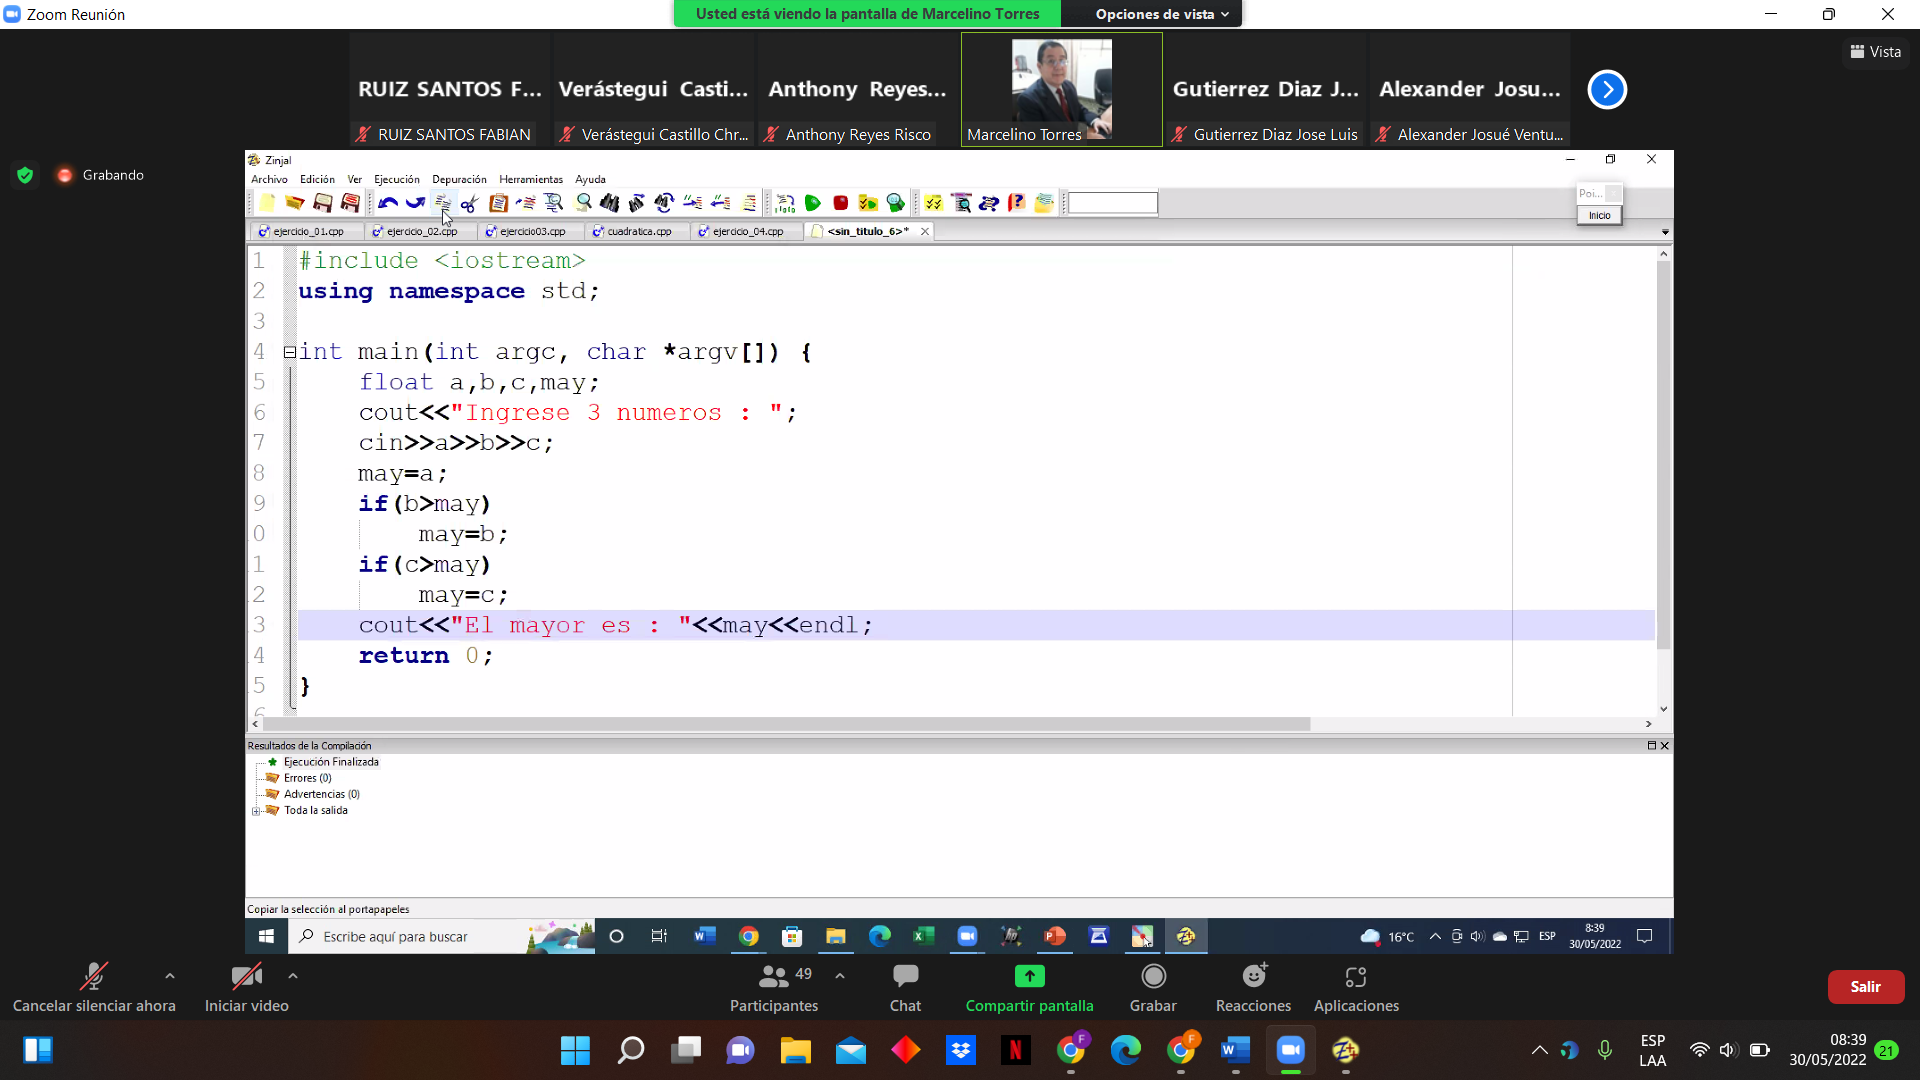 Zoom Reunión
Usted está viendo la pantalla de Marcelino Torres
Opciones de vista
Vista
RUIZ SANTOS F...
Verástegui Casti...
Anthony Reyes...
Gutierrez Diaz J...
Alexander Josu...
RUIZ SANTOS FABIAN
Verástegui Castillo Chr...
Anthony Reyes Risco
Marcelino Torres
Gutierrez Diaz Jose Luis
Alexander Josué Ventu...
Grabando
Zinjal
Archivo Edición Ver Ejecución Depuración Herramientas Ayuda
Poi...
Inicio
ejercicio_01.cpp
ejercicio_02.cpp
ejercicio03.cpp
cuadratica.cpp
ejercicio_04.cpp
<sin_titulo_6>*
1 #include <iostream>
2 using namespace std;
3
4 int main(int argc, char *argv[]) {
5 float a,b,c,may;
6 cout<<"Ingrese 3 numeros : ";
7 cin>>a>>b>>c;
8 may=a;
9 if(b>may)
0 may=b;
1 if(c>may)
2 may=c;
3 cout<<"El mayor es : "<<may<<endl;
4 return 0;
5 }
6
Resultados de la Compilación
Ejecución Finalizada
Errores (0)
Advertencias (0)
Toda la salida
Copiar la selección al portapapeles
Escribe aquí para buscar
16°C
ESP
8:39
30/05/2022
Cancelar silenciar ahora
Iniciar video
49
Participantes
Chat
Compartir pantalla
Grabar
Reacciones
Aplicaciones
Salir
ESP
LAA
08:39
30/05/2022
21